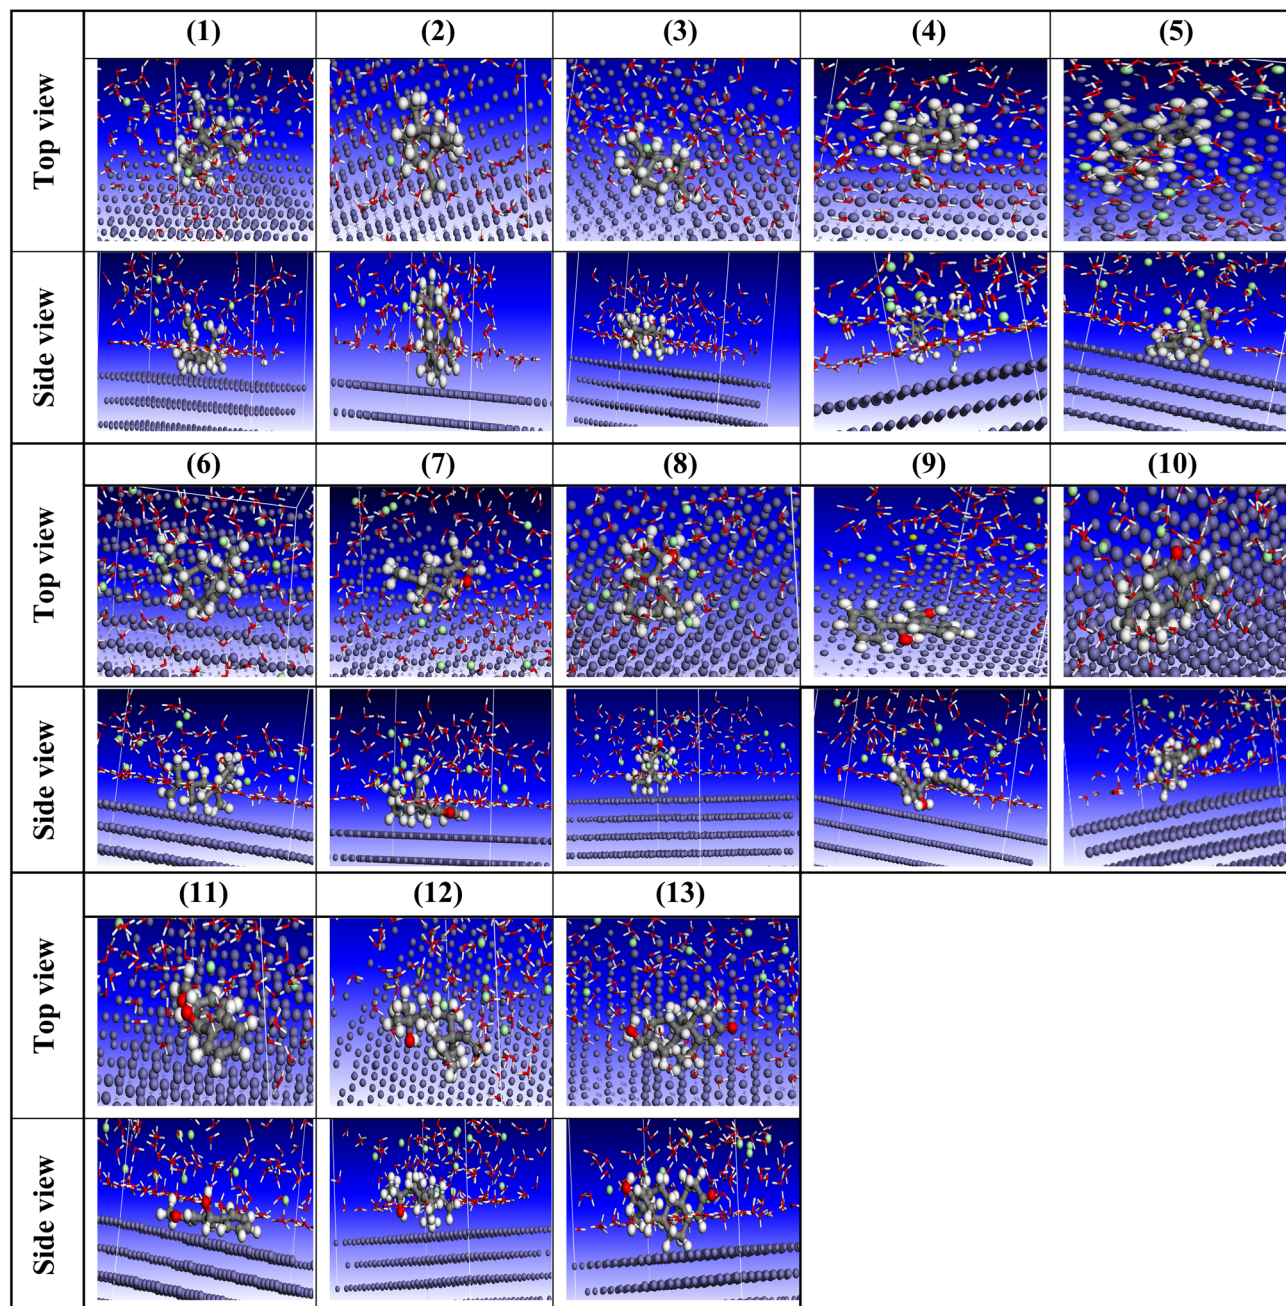 (1) (2) (3) (4) (5)
Top view
Side view
(6) (7) (8) (9) (10)
Top view
Side view
(11) (12) (13)
Top view
Side view